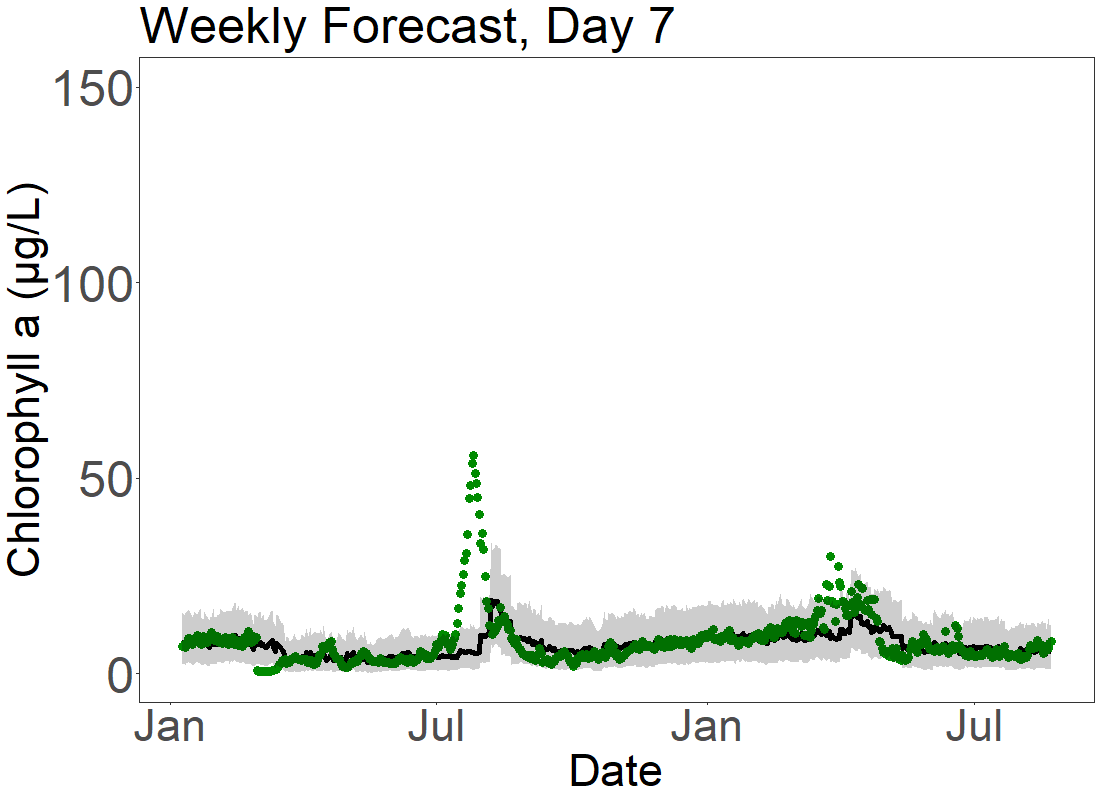 Weekly Forecast, Day 7
Chlorophyll a (µg/L)
150
100
50
0
Jan
Jul
Jan
Jul
Date